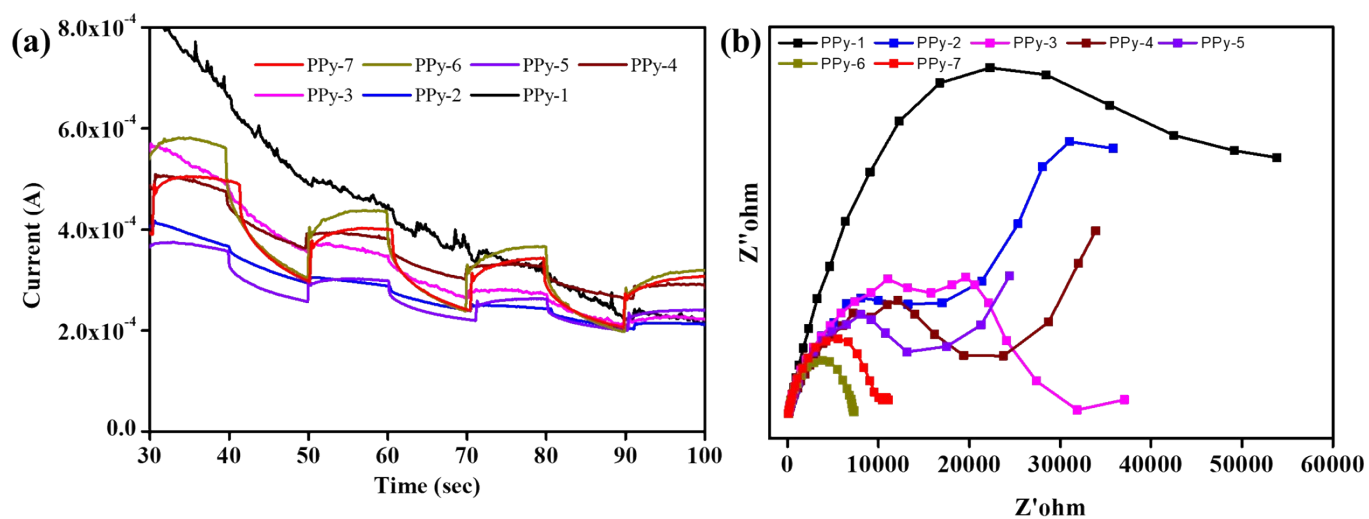 (a)
8.0x10⁻⁴
6.0x10⁻⁴
4.0x10⁻⁴
2.0x10⁻⁴
0.0
Current (A)
PPy-7 PPy-6 PPy-5 PPy-4
PPy-3 PPy-2 PPy-1
30 40 50 60 70 80 90 100
Time (sec)
(b)
Z''ohm
PPy-1 PPy-2 PPy-3 PPy-4 PPy-5
PPy-6 PPy-7
0 10000 20000 30000 40000 50000 60000
Z'ohm